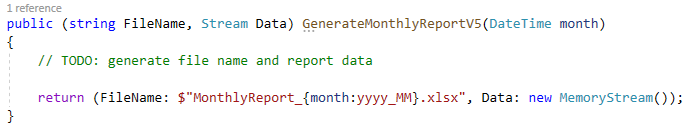 1 reference
public (string FileName, Stream Data) GenerateMonthlyReportV5(DateTime month)
{
// TODO: generate file name and report data
return (FileName: $"MonthlyReport_{month:yyyy_MM}.xlsx", Data: new MemoryStream());
}